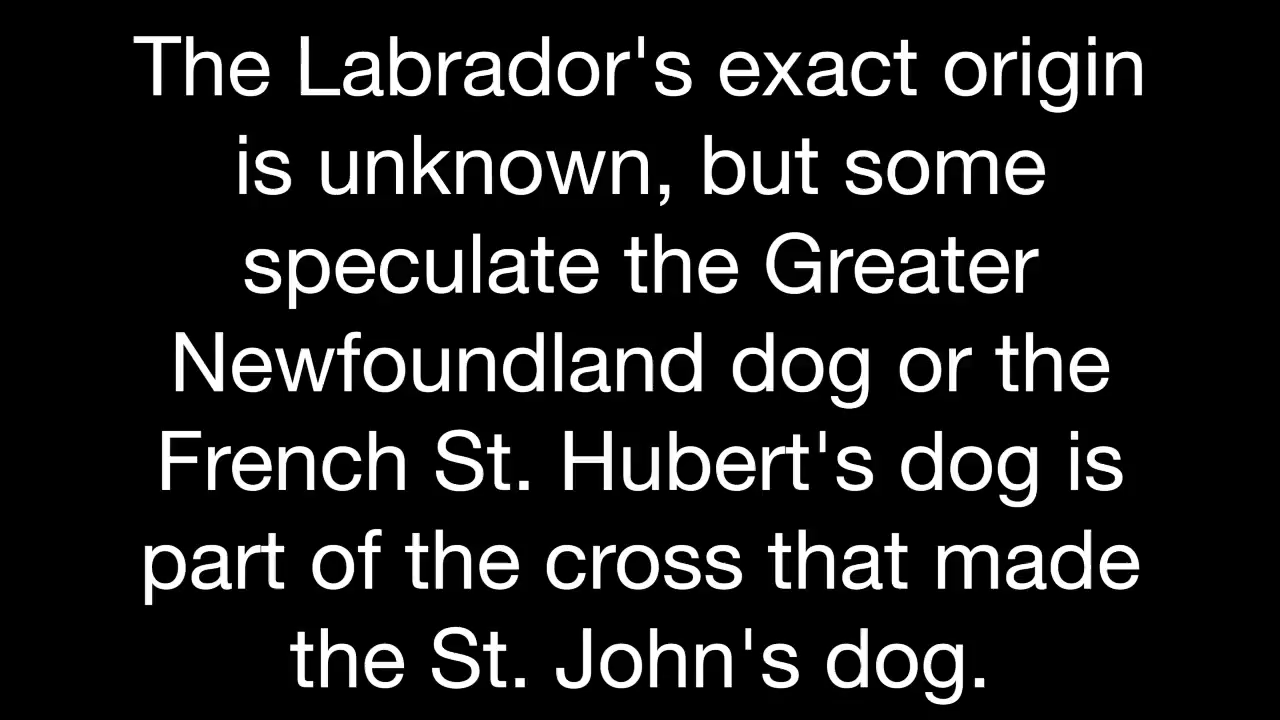 The Labrador's exact origin
is unknown, but some
speculate the Greater
Newfoundland dog or the
French St. Hubert's dog is
part of the cross that made
the St. John's dog.